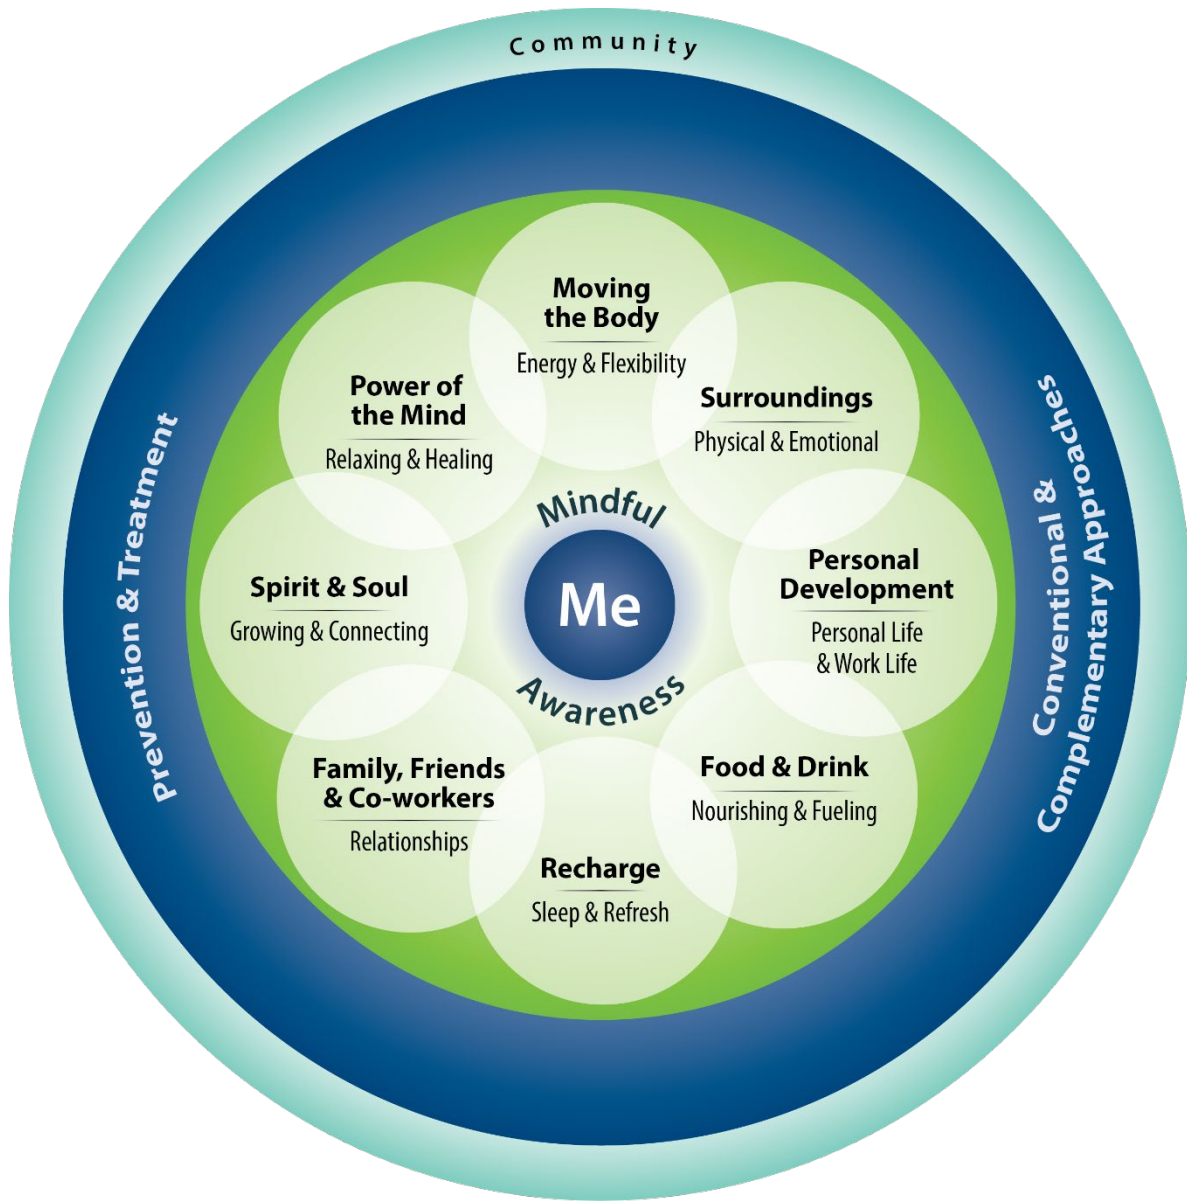 Community
Prevention & Treatment
Conventional &
Complementary Approaches
Moving
the Body
Energy & Flexibility
Surroundings
Physical & Emotional
Personal
Development
Personal Life
& Work Life
Food & Drink
Nourishing & Fueling
Recharge
Sleep & Refresh
Family, Friends
& Co-workers
Relationships
Spirit & Soul
Growing & Connecting
Power of
the Mind
Relaxing & Healing
Mindful
Me
Awareness